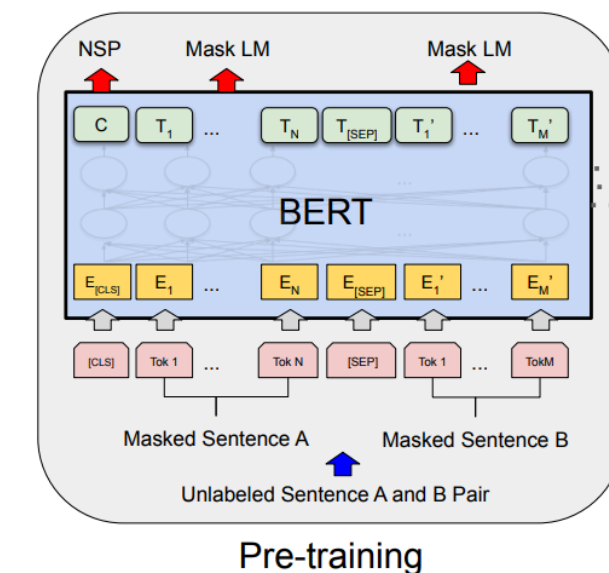 NSP Mask LM Mask LM
C T1 ... TN T[SEP] T1’ ... TM’
...
BERT
E[CLS] E1 ... EN E[SEP] E1’ ... EM’
[CLS] Tok 1 ... Tok N [SEP] Tok 1 ... TokM
Masked Sentence A Masked Sentence B
Unlabeled Sentence A and B Pair
Pre-training